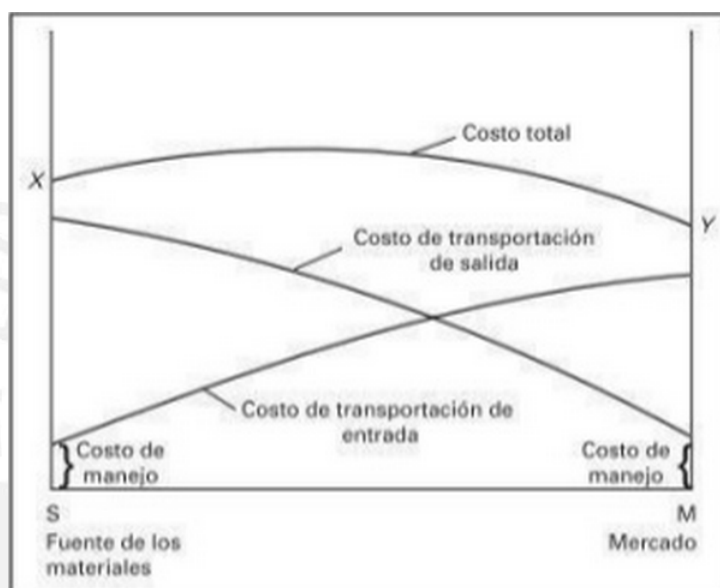 Costo total
X
Y
Costo de transportación
de salida
Costo de transportación de
entrada
Costo de
manejo
Costo de
manejo
S
Fuente de los
materiales
M
Mercado